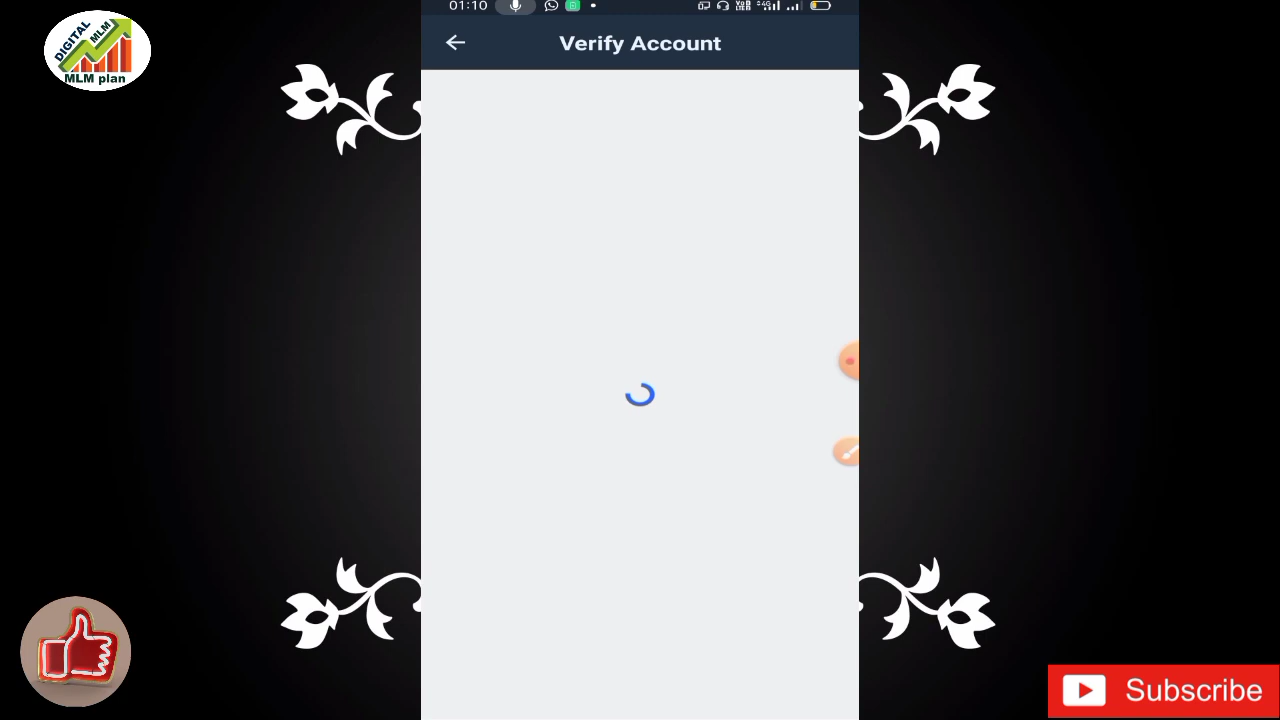 01:10
Verify Account
DIGITAL
MLM
MLM plan
Subscribe